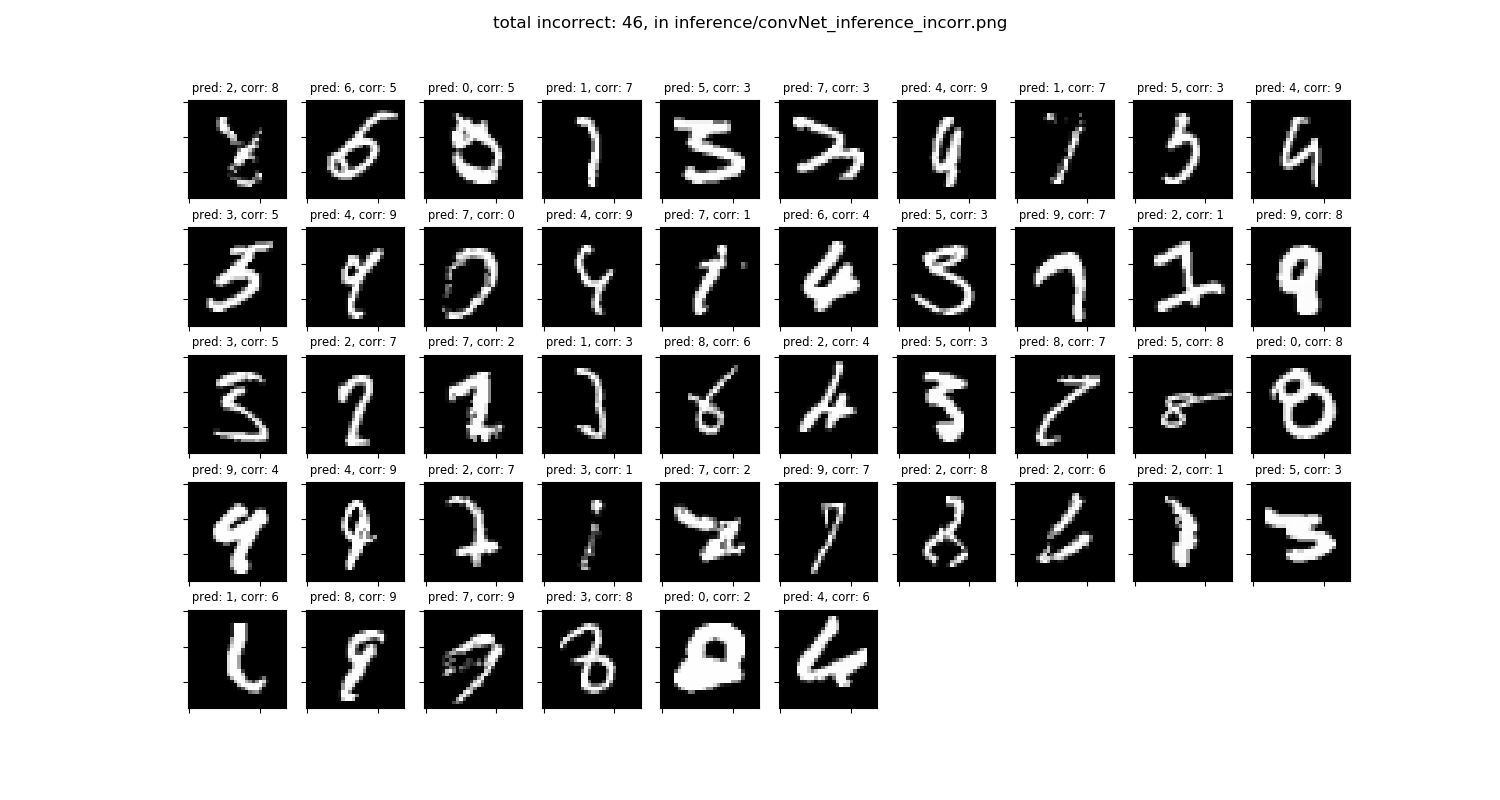 total incorrect: 46, in inference/convNet_inference_incorr.png
pred: 2, corr: 8 pred: 6, corr: 5 pred: 0, corr: 5 pred: 1, corr: 7 pred: 5, corr: 3 pred: 7, corr: 3 pred: 4, corr: 9 pred: 1, corr: 7 pred: 5, corr: 3 pred: 4, corr: 9
pred: 3, corr: 5 pred: 4, corr: 9 pred: 7, corr: 0 pred: 4, corr: 9 pred: 7, corr: 1 pred: 6, corr: 4 pred: 5, corr: 3 pred: 9, corr: 7 pred: 2, corr: 1 pred: 9, corr: 8
pred: 3, corr: 5 pred: 2, corr: 7 pred: 7, corr: 2 pred: 1, corr: 3 pred: 8, corr: 6 pred: 2, corr: 4 pred: 5, corr: 3 pred: 8, corr: 7 pred: 5, corr: 8 pred: 0, corr: 8
pred: 9, corr: 4 pred: 4, corr: 9 pred: 2, corr: 7 pred: 3, corr: 1 pred: 7, corr: 2 pred: 9, corr: 7 pred: 2, corr: 8 pred: 2, corr: 6 pred: 2, corr: 1 pred: 5, corr: 3
pred: 1, corr: 6 pred: 8, corr: 9 pred: 7, corr: 9 pred: 3, corr: 8 pred: 0, corr: 2 pred: 4, corr: 6